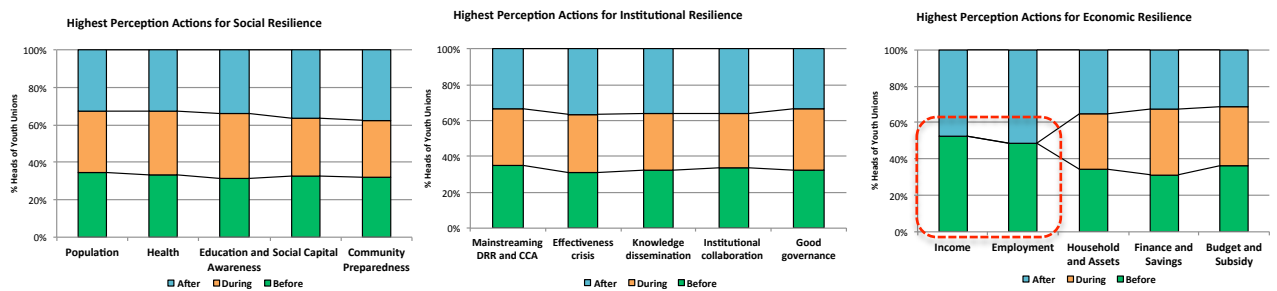 Highest Perception Actions for Social Resilience
% Heads of Youth Unions
100%
80%
60%
40%
20%
0%
Population Health Education and Social Capital Community
Awareness Preparedness
After During Before
Highest Perception Actions for Institutional Resilience
% Heads of Youth Unions
100%
80%
60%
40%
20%
0%
Mainstreaming Effectiveness Knowledge Institutional Good
DRR and CCA crisis dissemination collaboration governance
After During Before
Highest Perception Actions for Economic Resilience
% Heads of Youth Unions
100%
80%
60%
40%
20%
0%
Income Employment Household Finance and Budget and
and Assets Savings Subsidy
After During Before